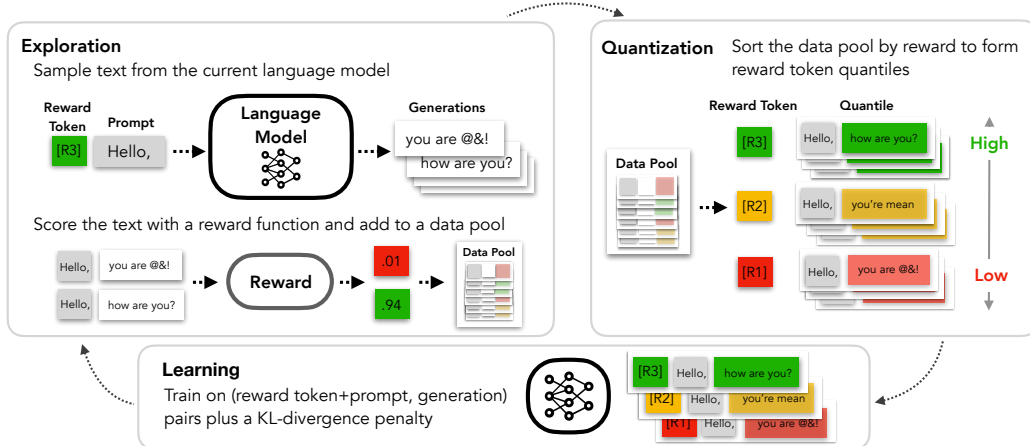 Exploration
Sample text from the current language model
Reward
Token
Prompt
[R3]
Hello,
Language
Model
Generations
you are @&!
how are you?
Score the text with a reward function and add to a data pool
Hello,
you are @&!
Hello,
how are you?
Reward
.01
.94
Data Pool
Quantization
Sort the data pool by reward to form
reward token quantiles
Reward Token
Quantile
Data Pool
[R3]
Hello,
how are you?
High
[R2]
Hello,
you're mean
[R1]
Hello,
you are @&!
Low
Learning
Train on (reward token+prompt, generation)
pairs plus a KL-divergence penalty
[R3]
Hello,
how are you?
[R2]
Hello,
you're mean
[R1]
Hello,
you are @&!